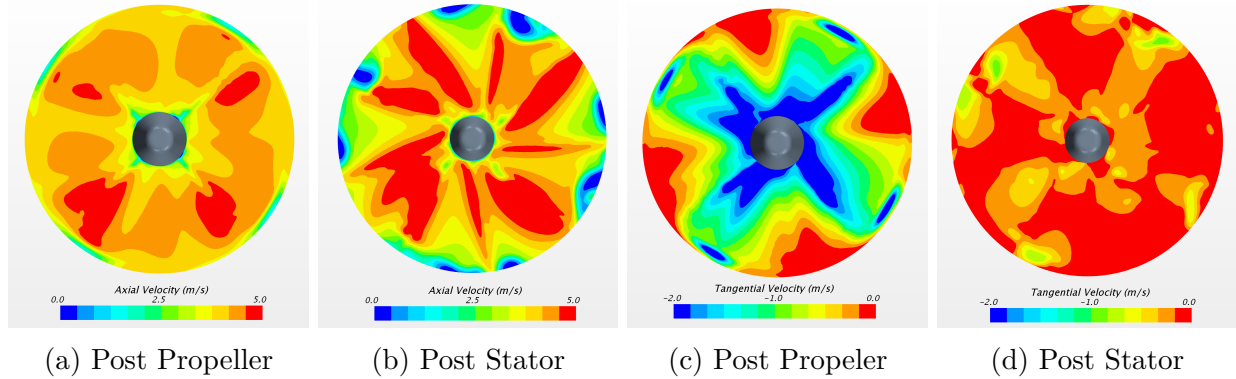 Axial Velocity (m/s)
0.0 2.5 5.0
Axial Velocity (m/s)
0.0 2.5 5.0
Tangential Velocity (m/s)
-2.0 -1.0 0.0
Tangential Velocity (m/s)
-2.0 -1.0 0.0
(a) Post Propeller
(b) Post Stator
(c) Post Propeler
(d) Post Stator